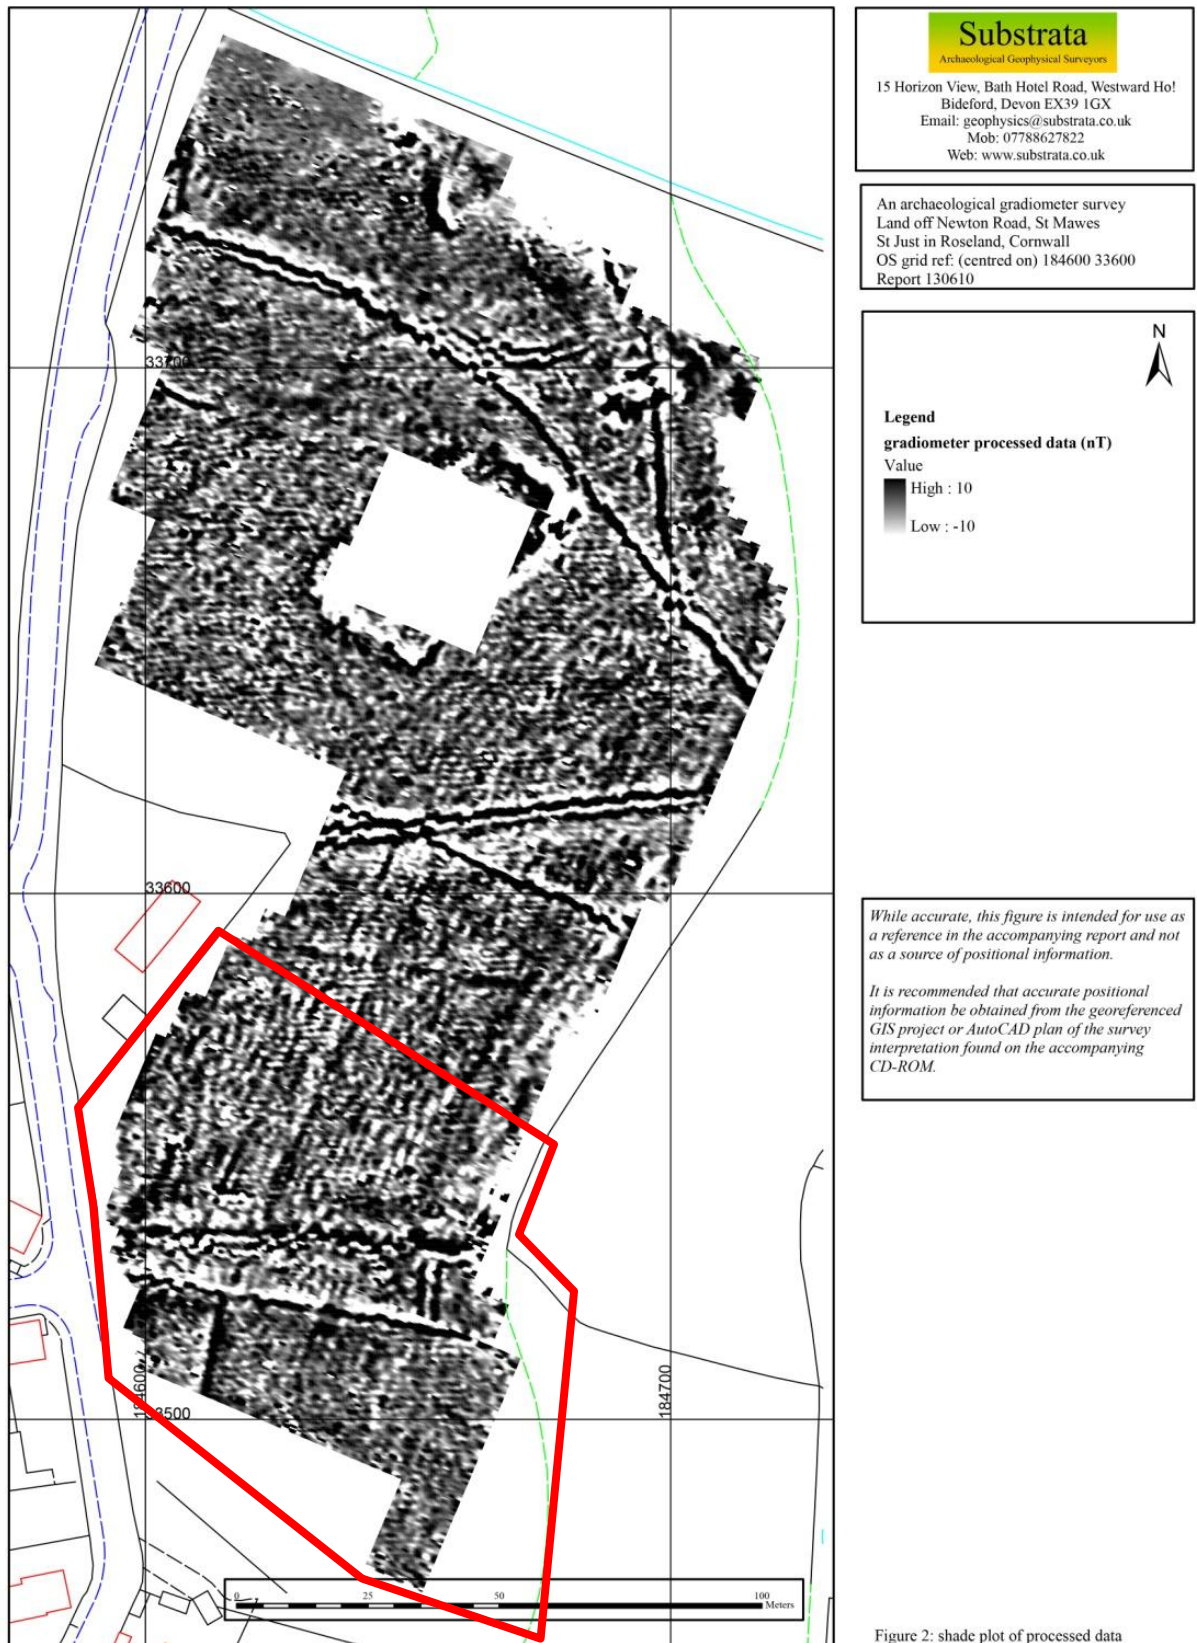 Substrata
Archaeological Geophysical Surveyors
15 Horizon View, Bath Hotel Road, Westward Ho!
Bideford, Devon EX39 1GX
Email: geophysics@substrata.co.uk
Mob: 07788627822
Web: www.substrata.co.uk
An archaeological gradiometer survey
Land off Newton Road, St Mawes
St Just in Roseland, Cornwall
OS grid ref: (centred on) 184600 33600
Report 130610
N
Legend
gradiometer processed data (nT)
Value
High : 10
Low : -10
33700
33600
While accurate, this figure is intended for use as
a reference in the accompanying report and not
as a source of positional information.
It is recommended that accurate positional
information be obtained from the georeferenced
GIS project or AutoCAD plan of the survey
interpretation found on the accompanying
CD-ROM.
184600
184700
33500
0 25 50 100
Meters
Figure 2: shade plot of processed data